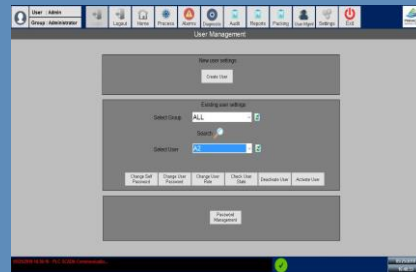 User : Admin
Group : Administrator
Logout
Home
Process
Alarms
Diagnosis
Audit
Reports
Packing
User Mgmt
Settings
Exit
User Management
New user settings
Create User
Existing user settings
Select Group
ALL
Search
Select User
A2
Change Self Password
Change User Password
Change User Role
Check User State
Deactivate User
Activate User
Password Management